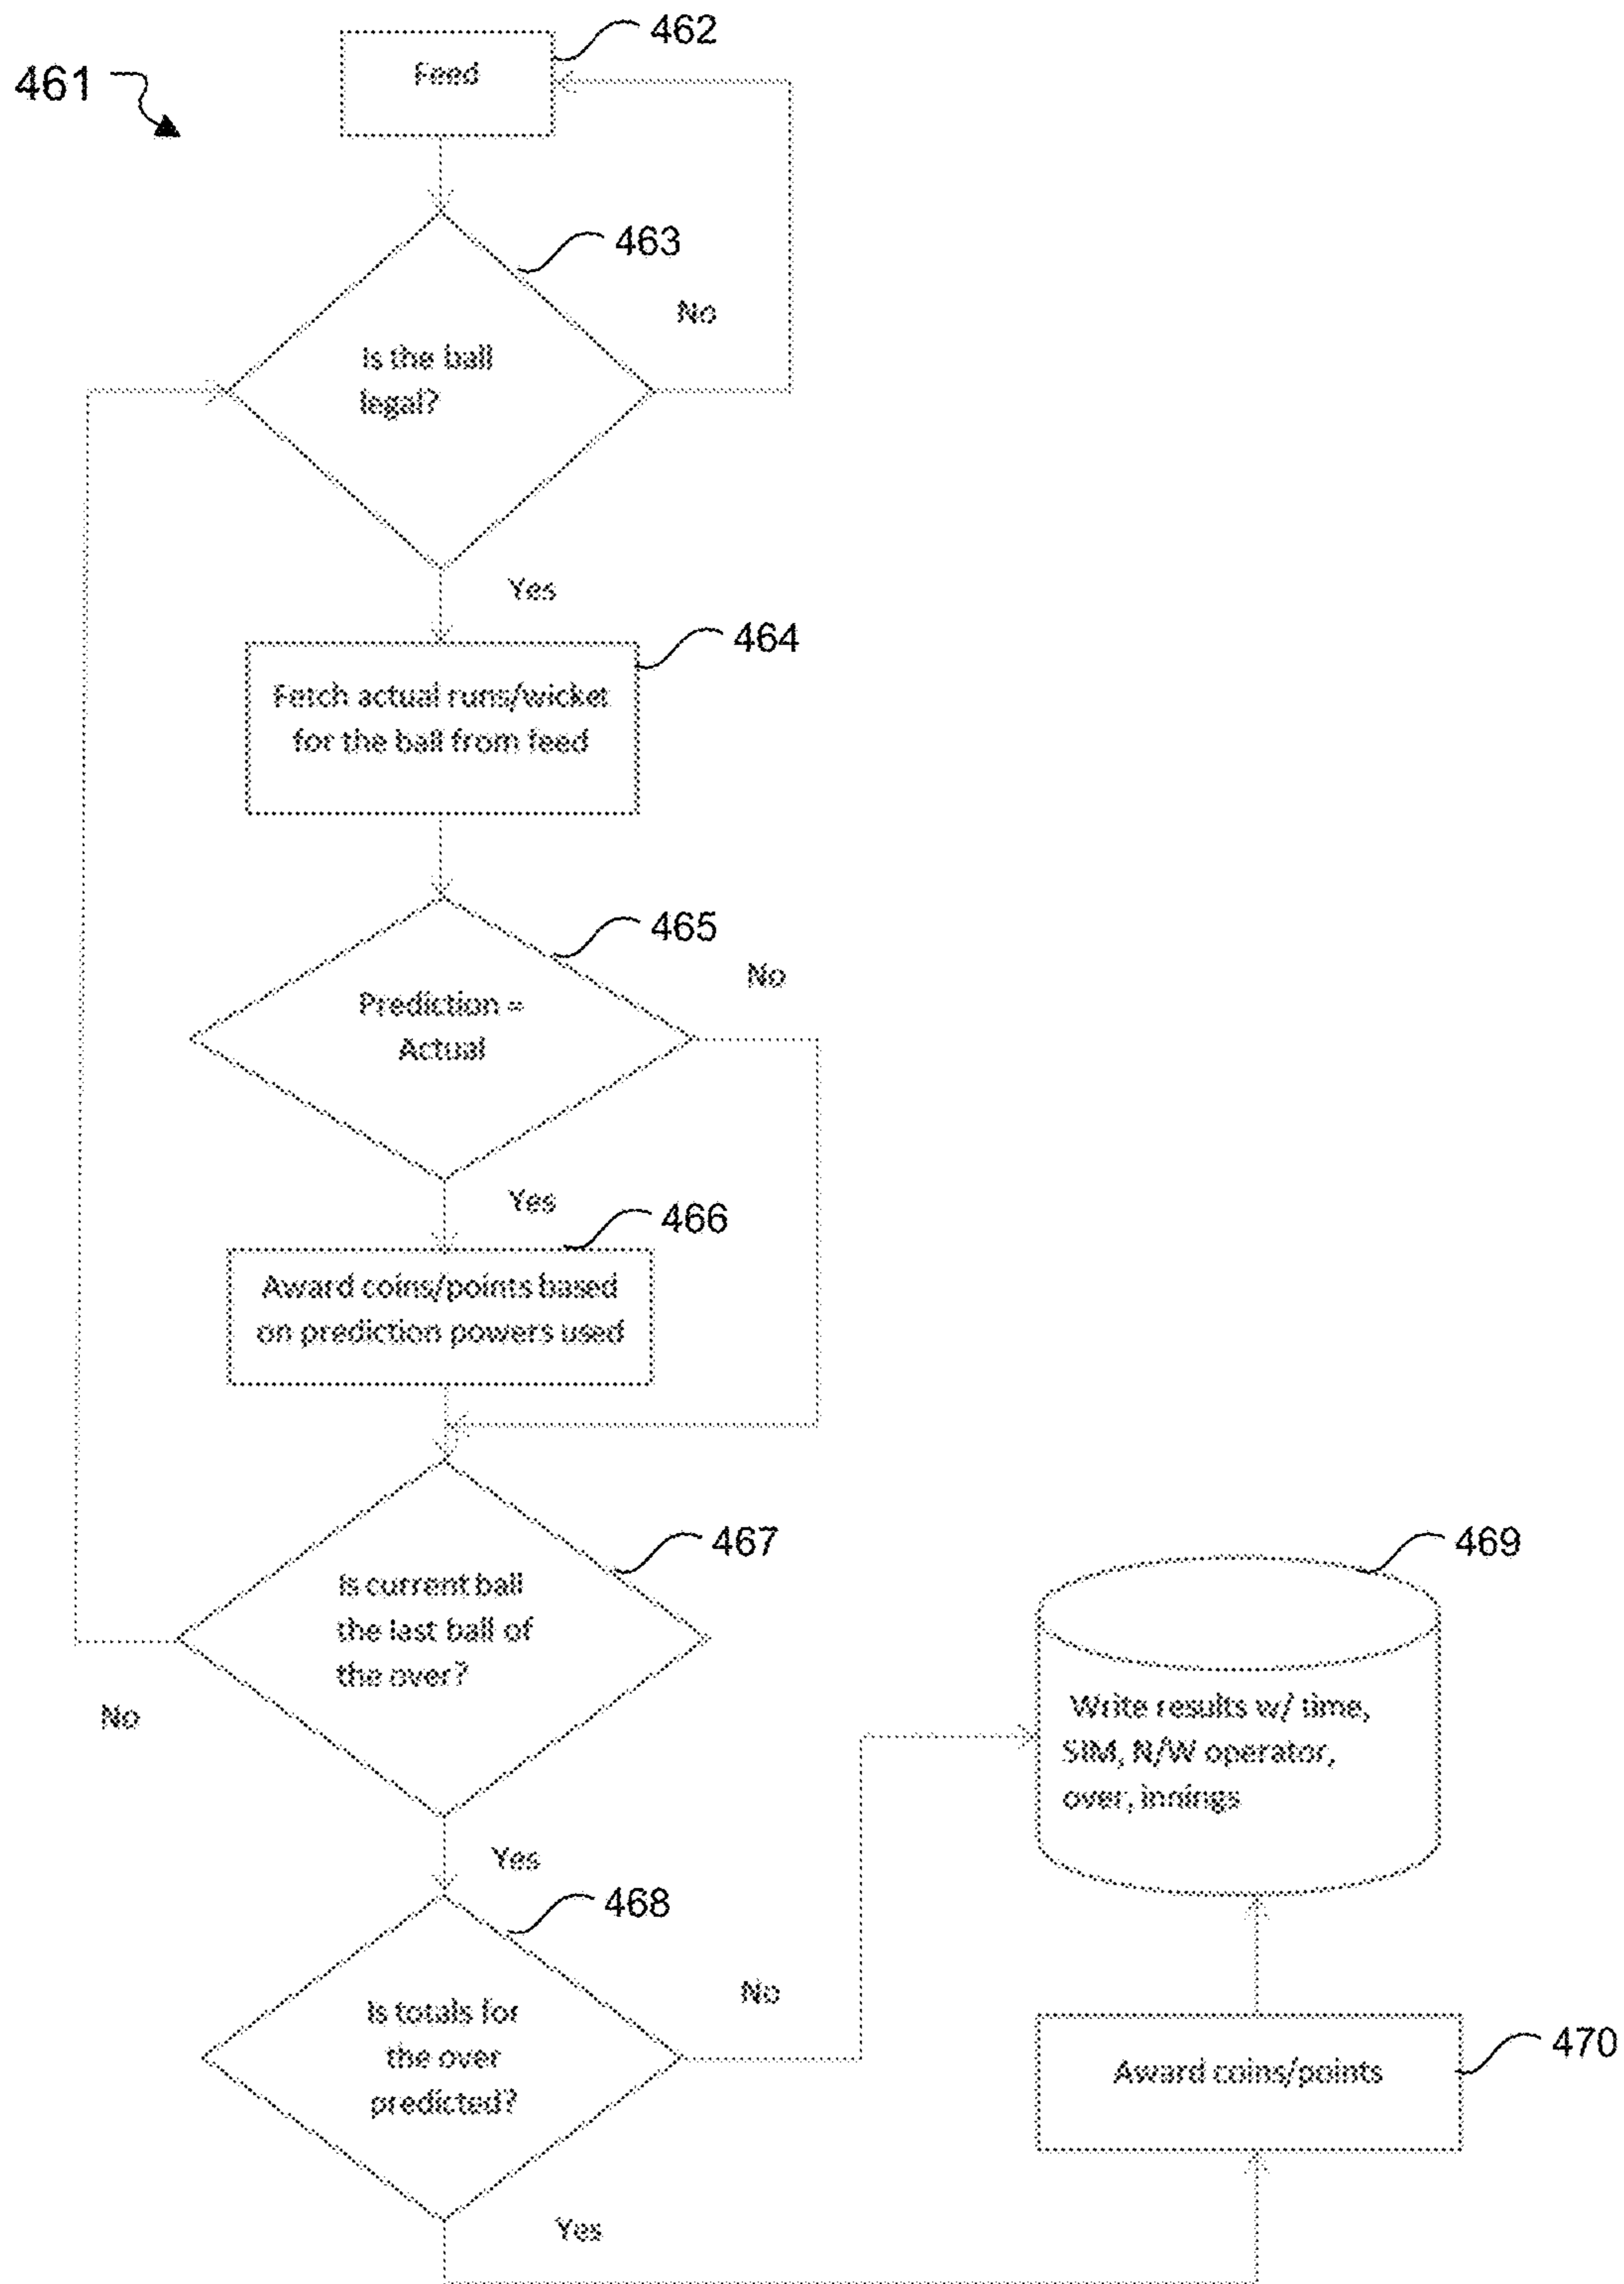 462
Feed
461
463
No
Is the ball
legal?
Yes
464
Fetch actual runs/wicket
for the ball from feed
465
No
Prediction =
Actual
Yes
466
Award coins/points based
on prediction powers used
467
469
Is current ball
the last ball of
the over?
No
Write results w/ time,
SIM, N/W operator,
over, innings
Yes
468
No
Is totals for
the over
predicted?
470
Award coins/points
Yes